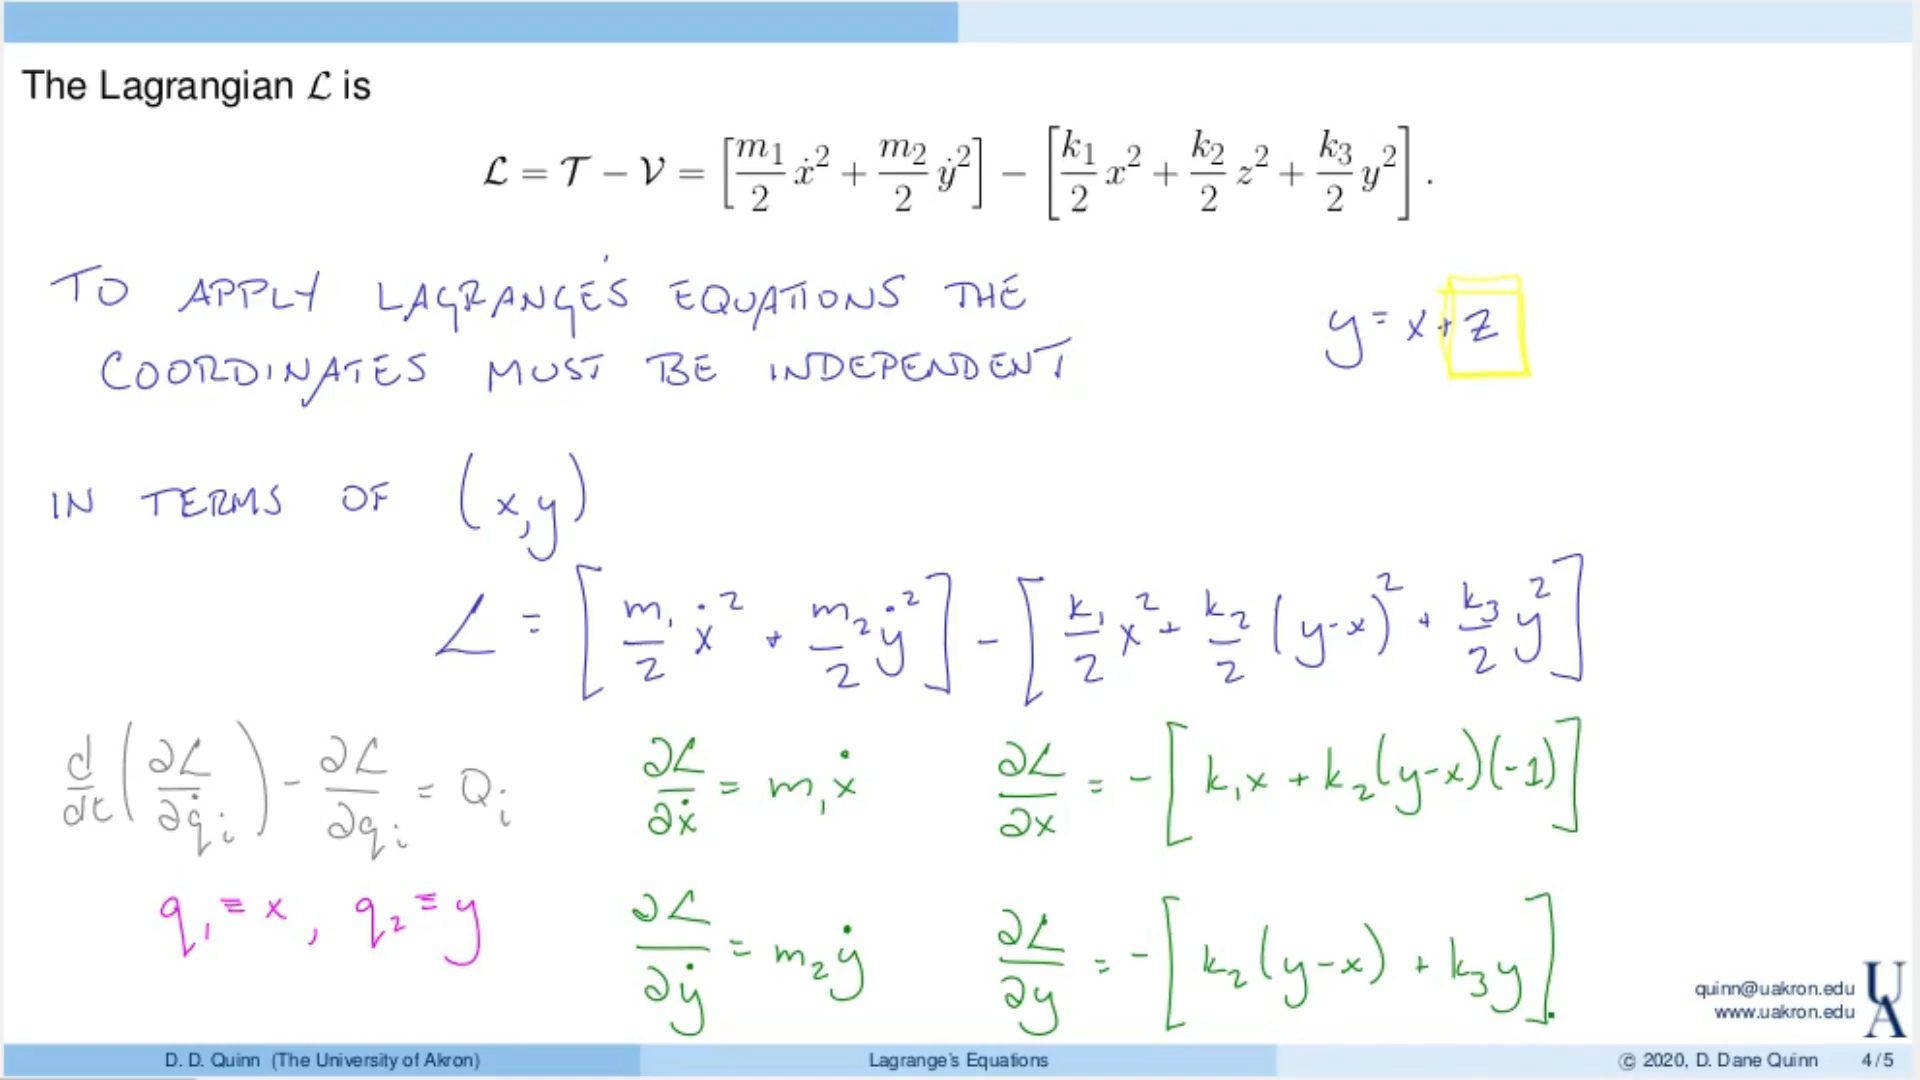 The Lagrangian ℒ is
ℒ = 𝒯 − 𝒱 = [m₁/2 ẋ² + m₂/2 ẏ²] − [k₁/2 x² + k₂/2 z² + k₃/2 y²] .
TO APPLY LAGRANGE'S EQUATIONS THE
COORDINATES MUST BE INDEPENDENT
y = x + z
IN TERMS OF (x,y)
ℒ = [m₁/2 ẋ² + m₂/2 ẏ²] − [k₁/2 x² + k₂/2 (y-x)² + k₃/2 y²]
d/dt (∂ℒ/∂q̇ᵢ) − ∂ℒ/∂qᵢ = Qᵢ
∂ℒ/∂ẋ = m₁ẋ
∂ℒ/∂x = −[k₁x + k₂(y-x)(-1)]
q₁ ≡ x, q₂ ≡ y
∂ℒ/∂ẏ = m₂ẏ
∂ℒ/∂y = −[k₂(y-x) + k₃y].
quinn@uakron.edu
www.uakron.edu
UA
D. D. Quinn (The University of Akron)
Lagrange's Equations
© 2020, D. Dane Quinn
4/5